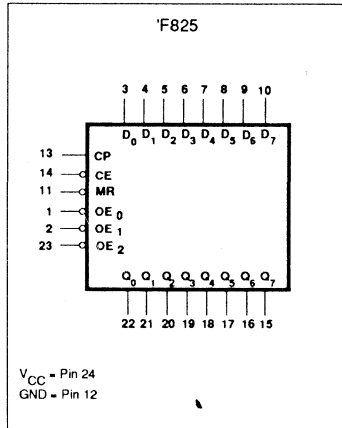 'F825
3 4 5 6 7 8 9 10
D0 D1 D2 D3 D4 D5 D6 D7
13 CP
14 CE
11 MR
1 OE0
2 OE1
23 OE2
Q0 Q1 Q2 Q3 Q4 Q5 Q6 Q7
22 21 20 19 18 17 16 15
VCC = Pin 24
GND = Pin 12